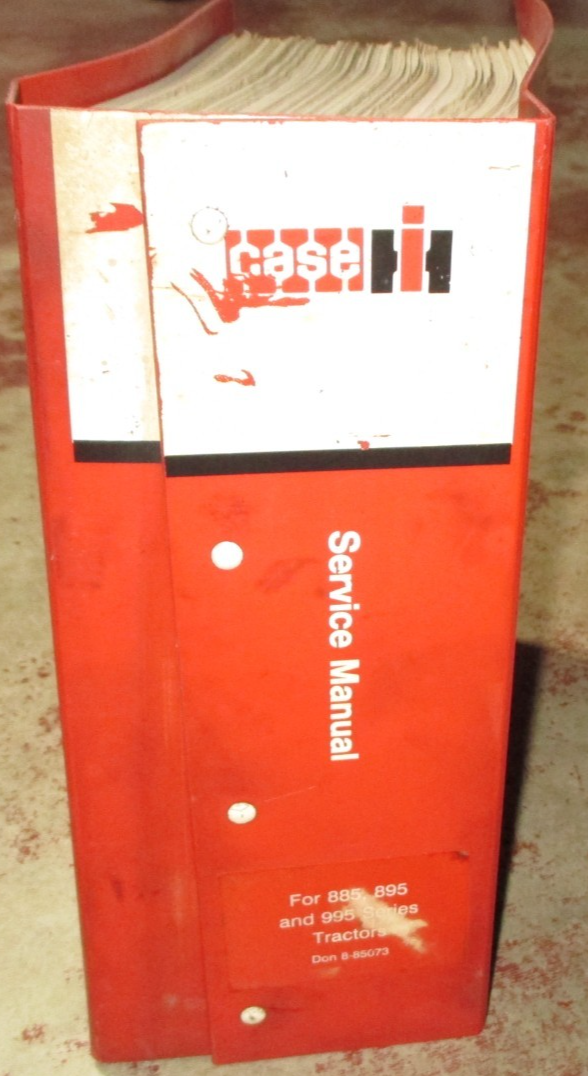 case IH
Service Manual
For 885, 895
and 995 Series
Tractors
Don 8-85073